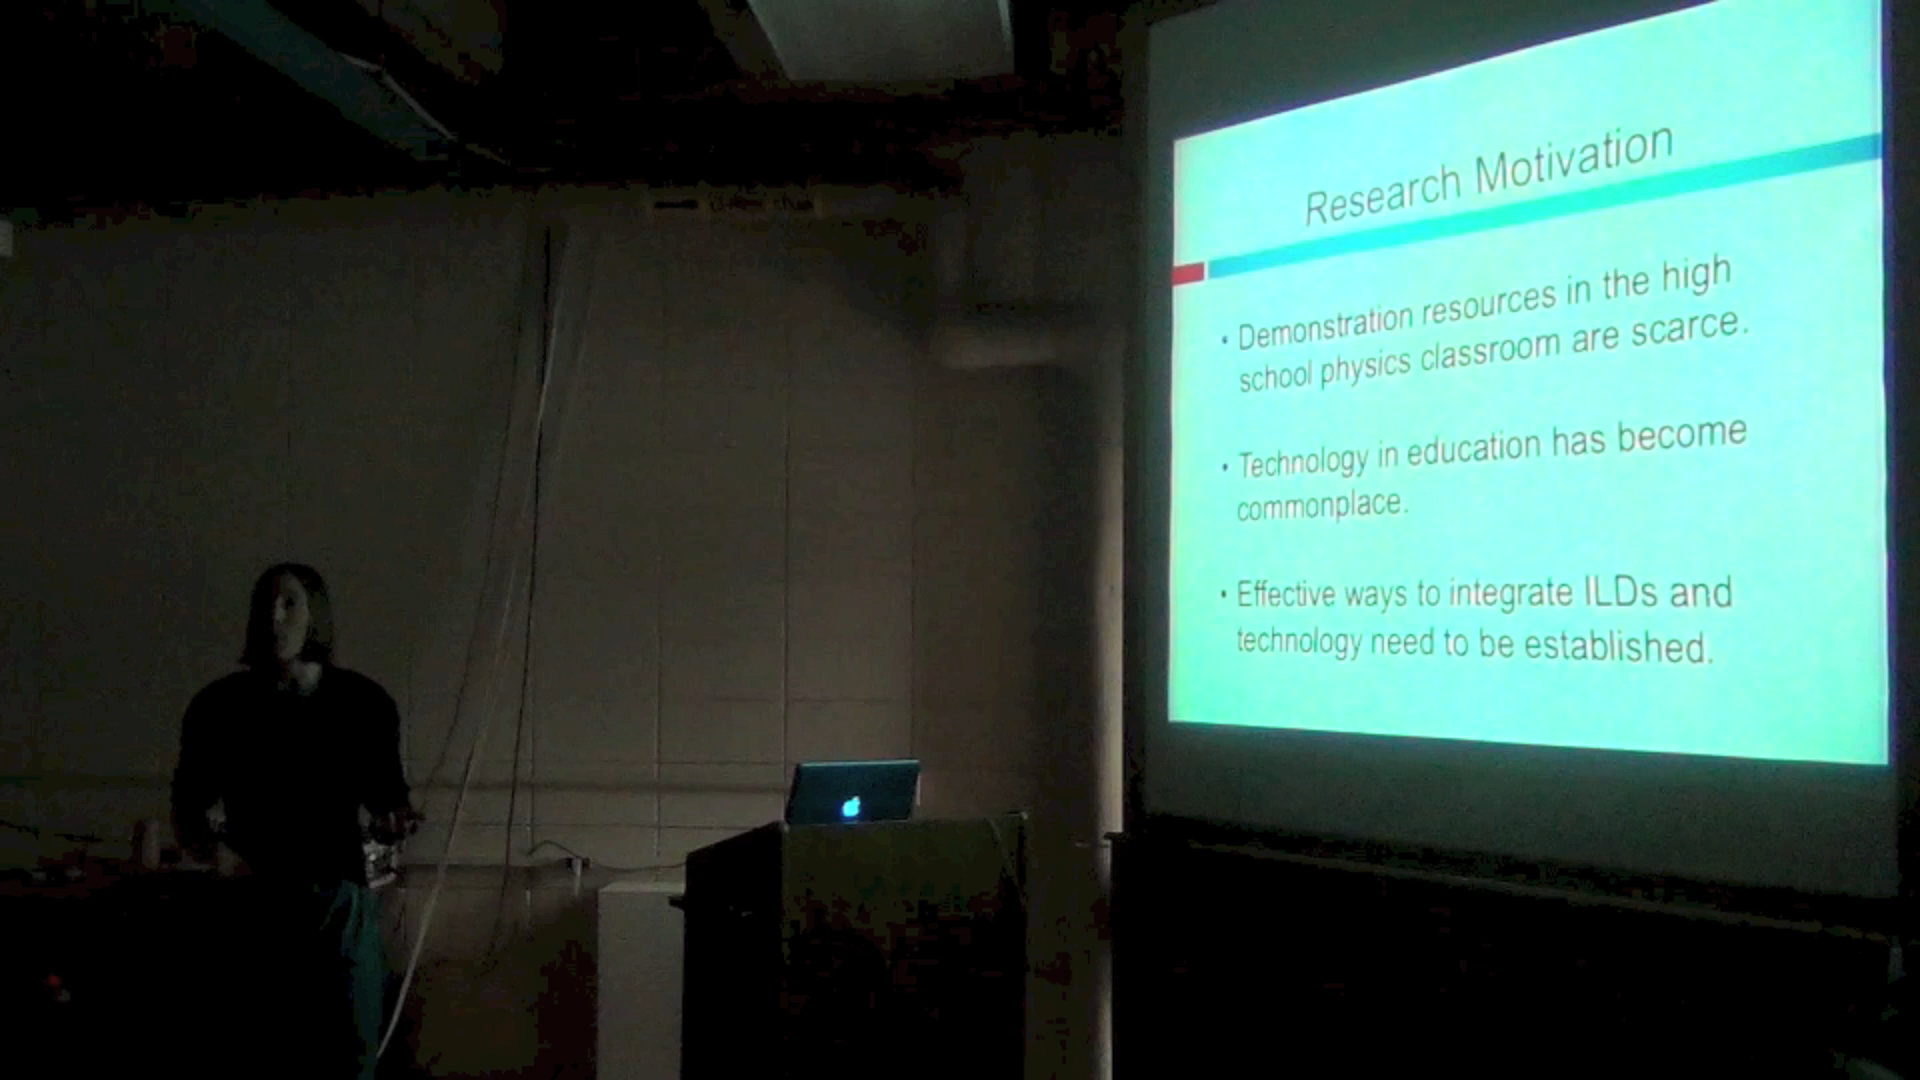 Research Motivation
• Demonstration resources in the high
school physics classroom are scarce.
• Technology in education has become
commonplace.
• Effective ways to integrate ILDs and
technology need to be established.